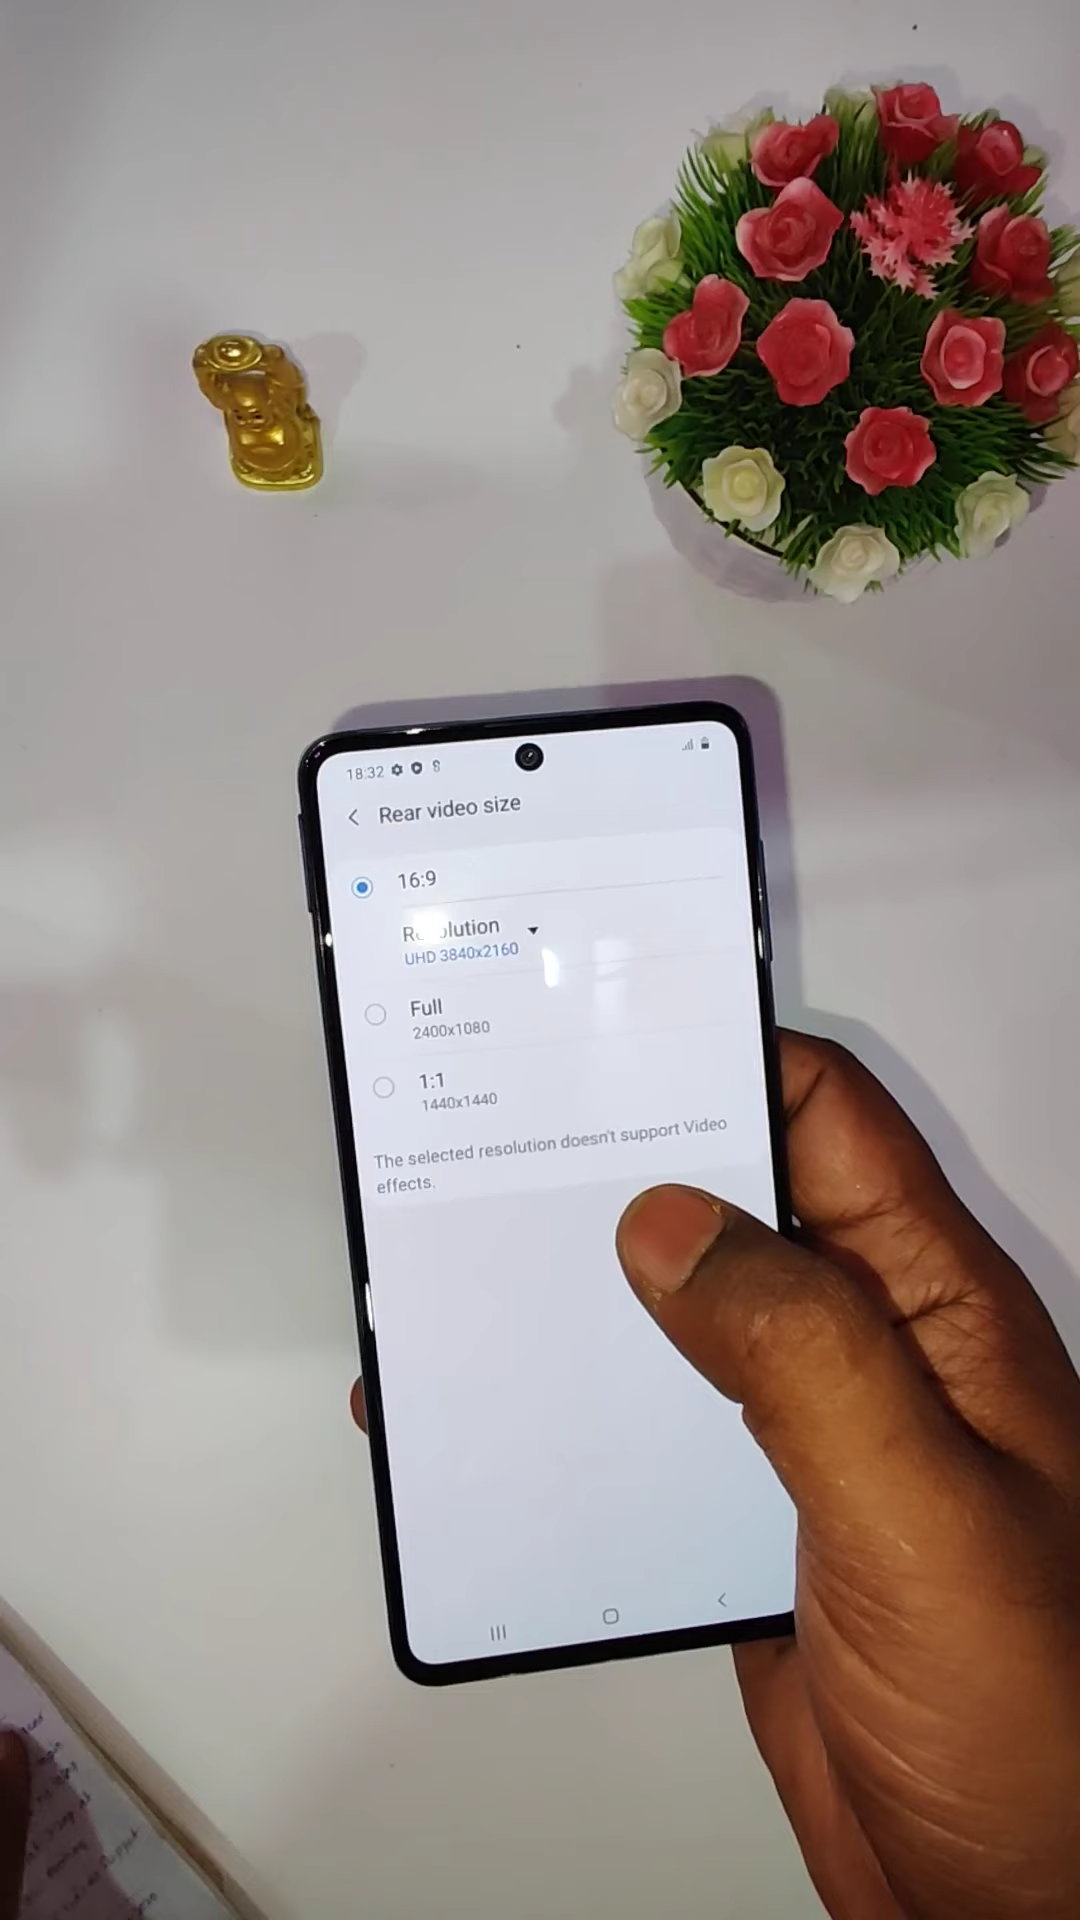 18:32
Rear video size
16:9
Resolution
UHD 3840x2160
Full
2400x1080
1:1
1440x1440
The selected resolution doesn't support Video
effects.